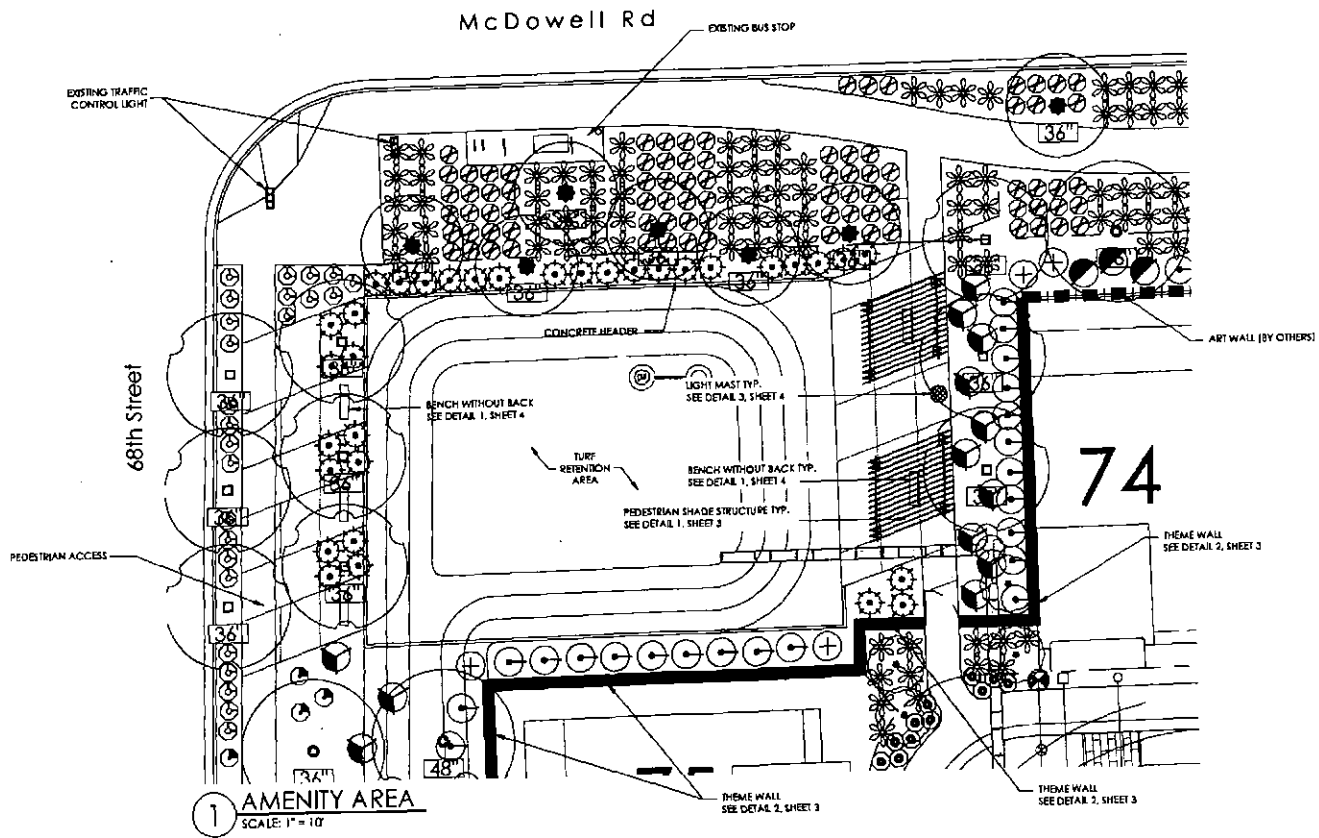 McDowell Rd
EXISTING BUS STOP
EXISTING TRAFFIC
CONTROL LIGHT
36"
36"
36"
CONCRETE HEADER
ART WALL (BY OTHERS)
68th Street
LIGHT MAST TYP.
SEE DETAIL 3, SHEET 4
36"
36"
BENCH WITHOUT BACK
SEE DETAIL 1, SHEET 4
TURF
RETENTION
AREA
BENCH WITHOUT BACK TYP.
SEE DETAIL 1, SHEET 4
74
36"
36"
PEDESTRIAN SHADE STRUCTURE TYP.
SEE DETAIL 1, SHEET 3
THEME WALL
SEE DETAIL 2, SHEET 3
PEDESTRIAN ACCESS
36"
36"
36"
48"
1
AMENITY AREA
SCALE: 1" = 10'
THEME WALL
SEE DETAIL 2, SHEET 3
THEME WALL
SEE DETAIL 2, SHEET 3